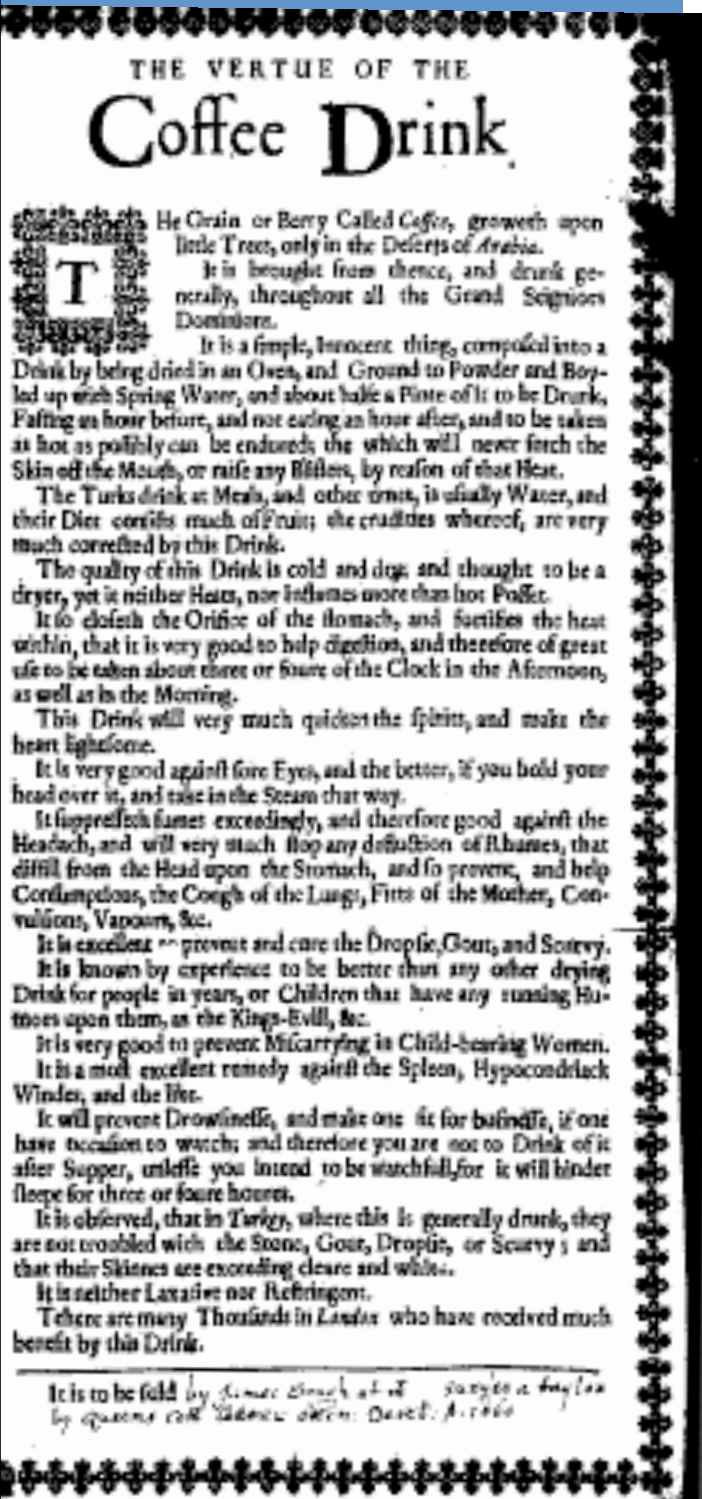 THE VERTUE OF THE
Coffee Drink.
THe Grain or Berry Called Coffee, groweth upon
little Trees, only in the Deserts of Arabia.
It is brought from thence, and drunk ge-
nerally, throughout all the Grand Seigniors
Dominions.
It is a simple, Innocent thing, composed into a
Drink by being dried in an Oven, and Ground to Powder and Boy-
led up with Spring Water, and about halfe a Pinte of it to be Drunk,
Fasting an hour before, and not eating an hour after, and to be taken
as hot as possibly can be endured; the which will never fetch the
Skin off the Mouth, or raise any Blisters, by reason of that Heat.
The Turks drink at Meals, and other times, is usually Water, and
their Diet consists much of Fruit; the crudities whereof, are very
much corrected by this Drink.
The quality of this Drink is cold and dry; and thought to be a
dryer, yet it neither Heats, nor inflames more than hot Posset.
It so closeth the Orifice of the stomach, and fortifies the heat
within, that it is very good to help digestion, and therefore of great
use to be taken about three or foure of the Clock in the Afternoon,
as well as in the Morning.
This Drink will very much quicken the spirits, and make the
heart lightsome.
It is very good against sore Eyes, and the better, if you hold your
head over it, and take in the Steam that way.
It suppresseth fumes exceedingly, and therefore good against the
Headach, and will very much stop any defluction of Rhumes, that
distill from the Head upon the Stomach, and so prevent, and help
Consumptions, the Cough of the Lungs, Fitts of the Mother, Con-
vulsions, Vapours, &c.
It is excellent prevent and cure the Dropsie, Gout, and Scurvy.
It is known by experience to be better than any other drying
Drink for people in years, or Children that have any running Hu-
mors upon them, as the Kings-Evill, &c.
It is very good to prevent Miscarrying in Child-bearing Women.
It is a most excellent remedy against the Spleen, Hypocondriack
Windes, and the like.
It will prevent Drowsinesse, and make one fit for businesse, if one
have occasion to watch; and therefore you are not to Drink of it
after Supper, unlesse you intend to be watchfull, for it will hinder
sleepe for three or foure houres.
It is observed, that in Turkey, where this is generally drunk, they
are not troubled with the Stone, Gout, Dropsie, or Scurvy; and
that their Skinnes are exceeding cleare and white.
It is neither Laxative nor Restringent.
Tehere are many Thousands in London who have received much
benefit by this Drink.
It is to be sold by at
by Queens